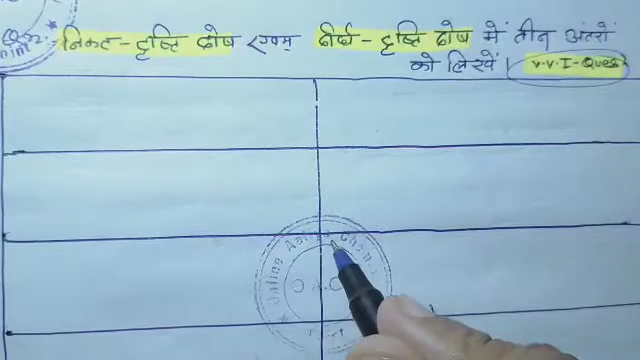 निकट-दृष्टि दोष एवम् दीर्घ-दृष्टि दोष में तीन अंतरों
को लिखें। V.V.I-Ques